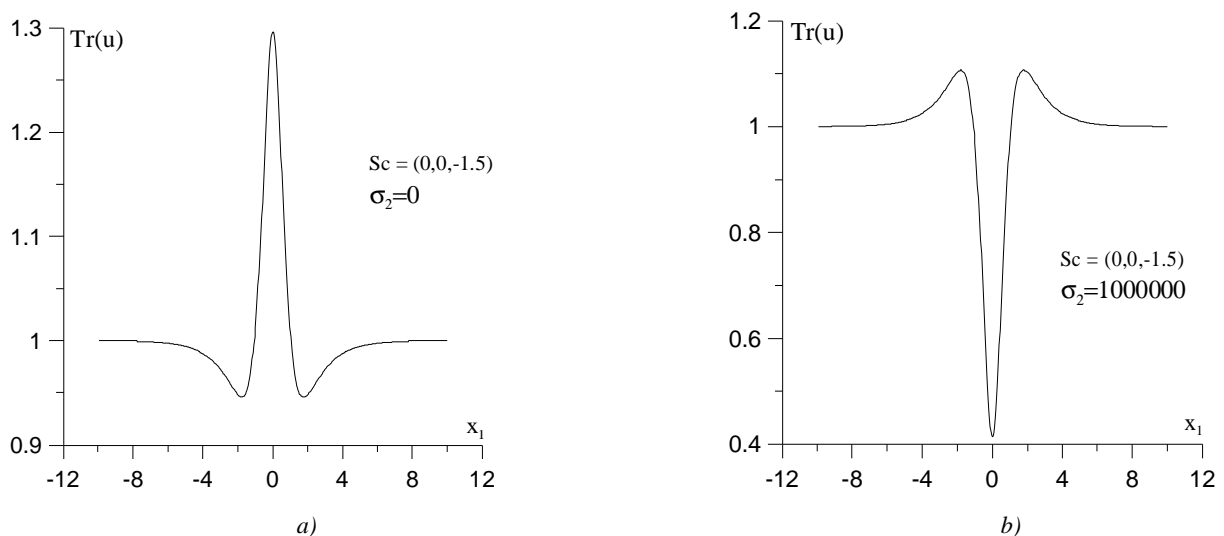 1.3
Tr(u)
1.2
1.1
1
0.9
Sc = (0,0,-1.5)
σ₂=0
x₁
-12 -8 -4 0 4 8 12
a)
1.2
Tr(u)
1
0.8
0.6
0.4
Sc = (0,0,-1.5)
σ₂=1000000
x₁
-12 -8 -4 0 4 8 12
b)